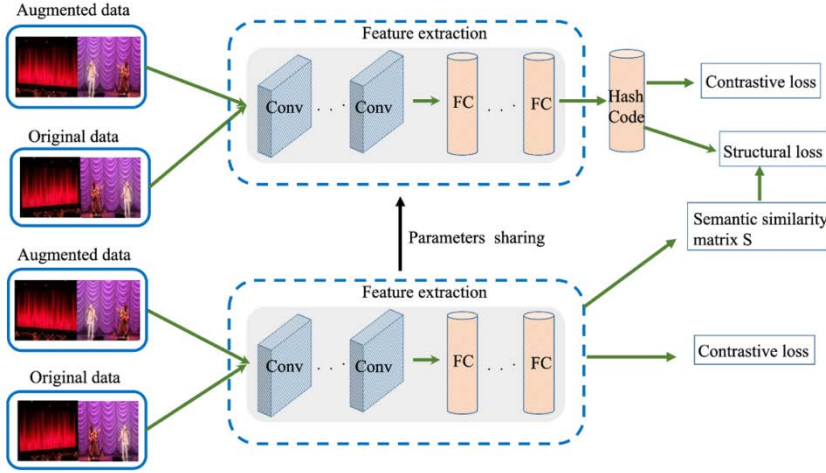 Augmented data
Feature extraction
Conv
. . .
Conv
FC
. . .
FC
Hash
Code
Contrastive loss
Original data
Structural loss
Parameters sharing
Semantic similarity
matrix S
Augmented data
Feature extraction
Conv
. . .
Conv
FC
. . .
FC
Contrastive loss
Original data